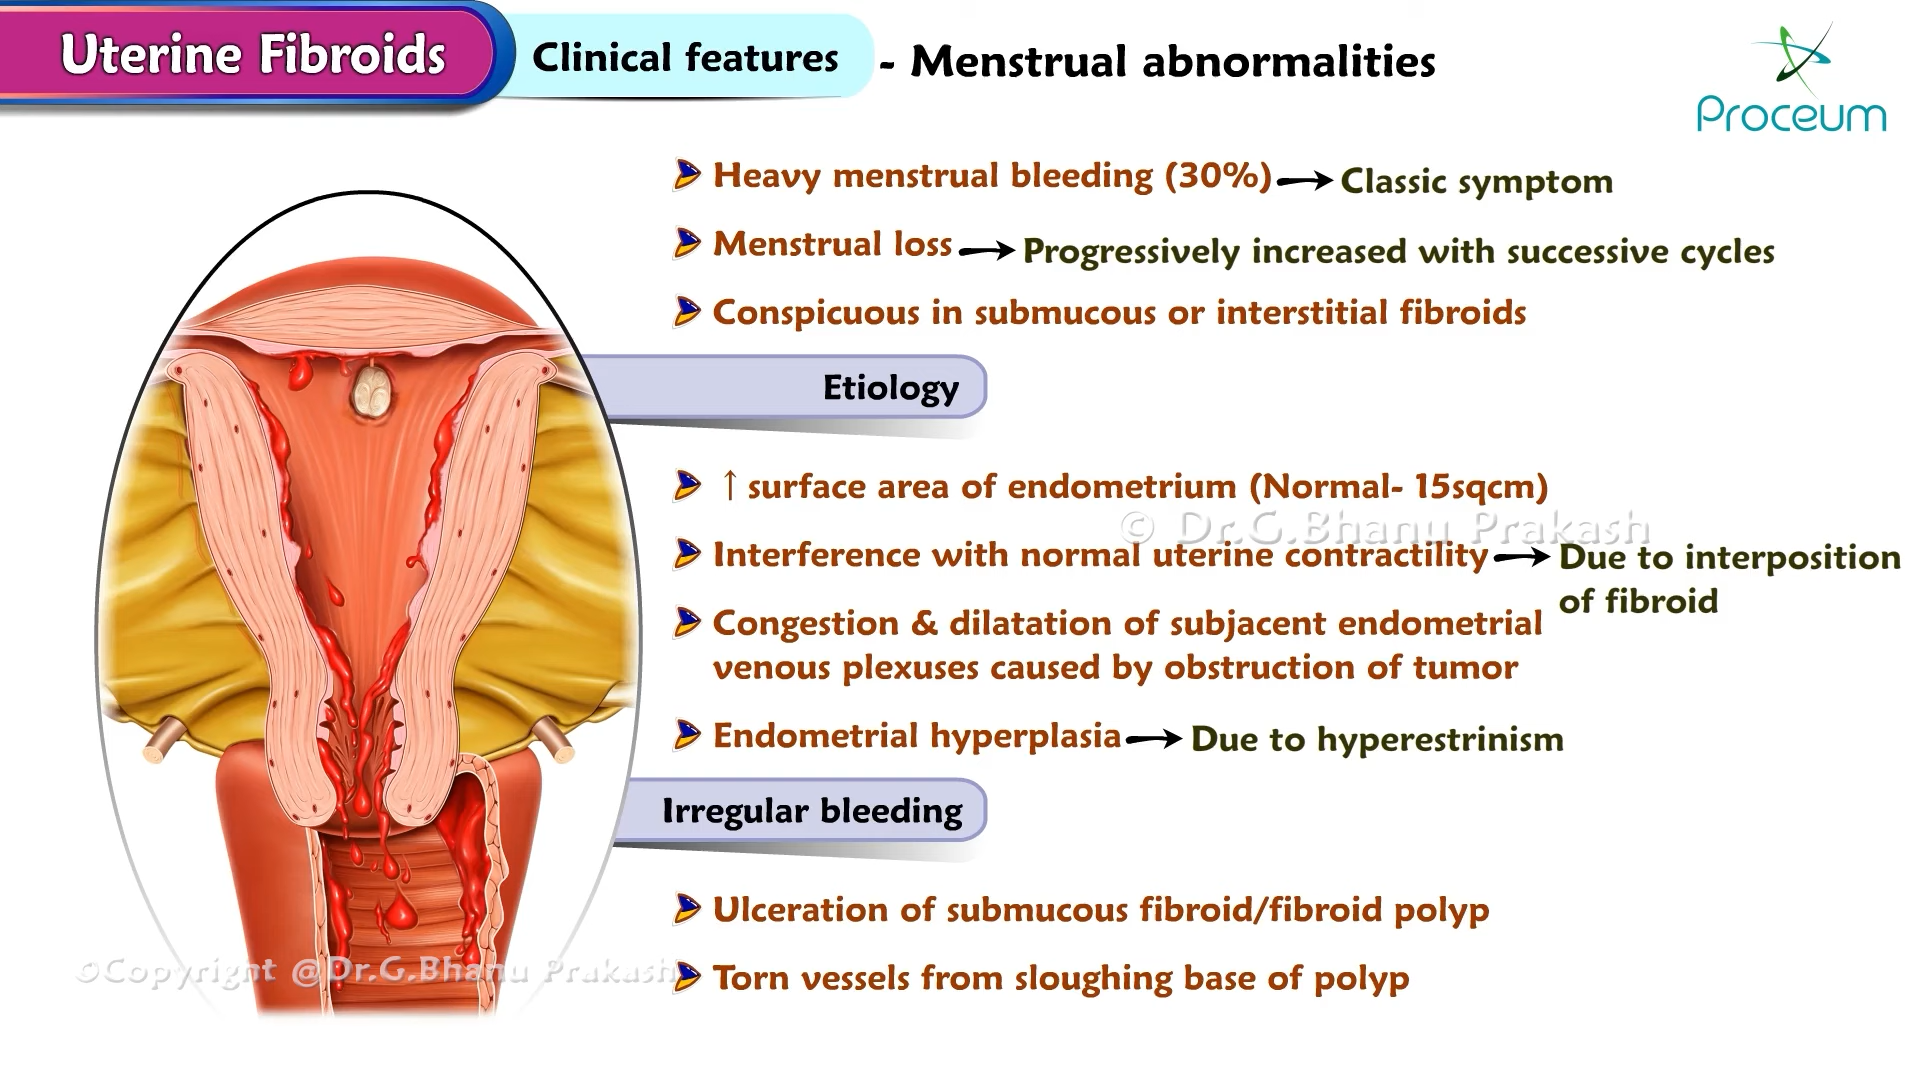 Uterine Fibroids
Clinical features
- Menstrual abnormalities
Proceum
Heavy menstrual bleeding (30%) → Classic symptom
Menstrual loss → Progressively increased with successive cycles
Conspicuous in submucous or interstitial fibroids
Etiology
↑ surface area of endometrium (Normal- 15sqcm)
© Dr.G.Bhanu Prakash
Interference with normal uterine contractility → Due to interposition
of fibroid
Congestion & dilatation of subjacent endometrial
venous plexuses caused by obstruction of tumor
Endometrial hyperplasia → Due to hyperestrinism
Irregular bleeding
Ulceration of submucous fibroid/fibroid polyp
©Copyright @Dr.G.Bhanu Prakash
Torn vessels from sloughing base of polyp